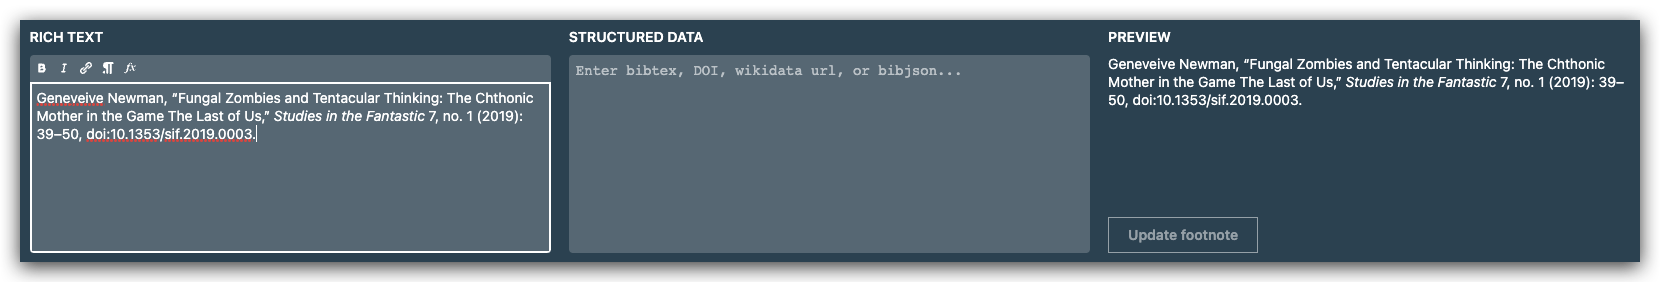 RICH TEXT
B I ¶ fx
Geneveive Newman, “Fungal Zombies and Tentacular Thinking: The Chthonic
Mother in the Game The Last of Us,” Studies in the Fantastic 7, no. 1 (2019):
39–50, doi:10.1353/sif.2019.0003.
STRUCTURED DATA
Enter bibtex, DOI, wikidata url, or bibjson...
PREVIEW
Geneveive Newman, “Fungal Zombies and Tentacular Thinking: The Chthonic
Mother in the Game The Last of Us,” Studies in the Fantastic 7, no. 1 (2019): 39–
50, doi:10.1353/sif.2019.0003.
Update footnote